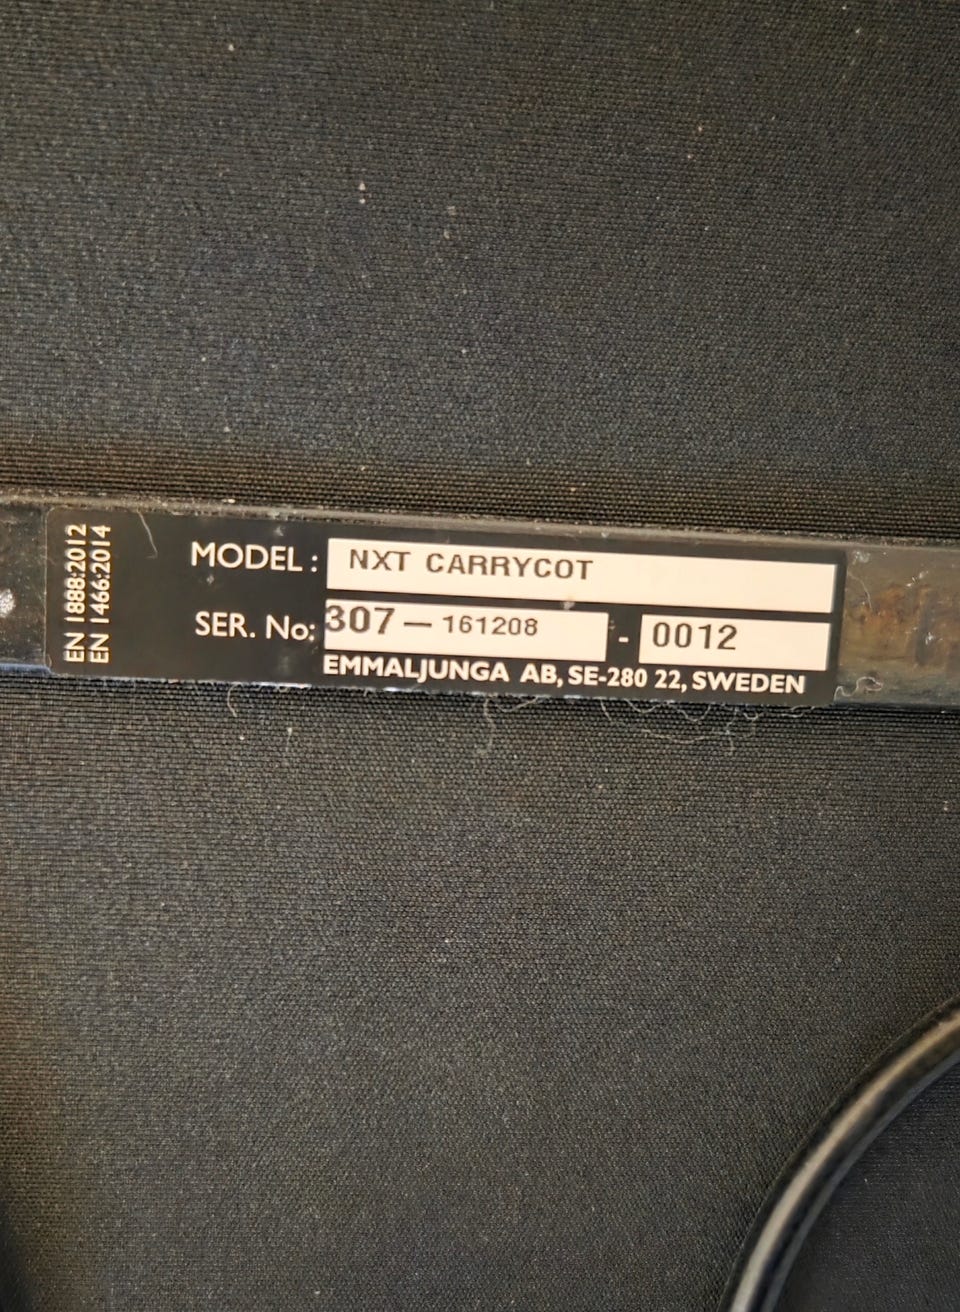 EN 1888:2012
EN 1466:2014
MODEL: NXT CARRYCOT
SER. No: 307-161208 - 0012
EMMALJUNGA AB, SE-280 22, SWEDEN